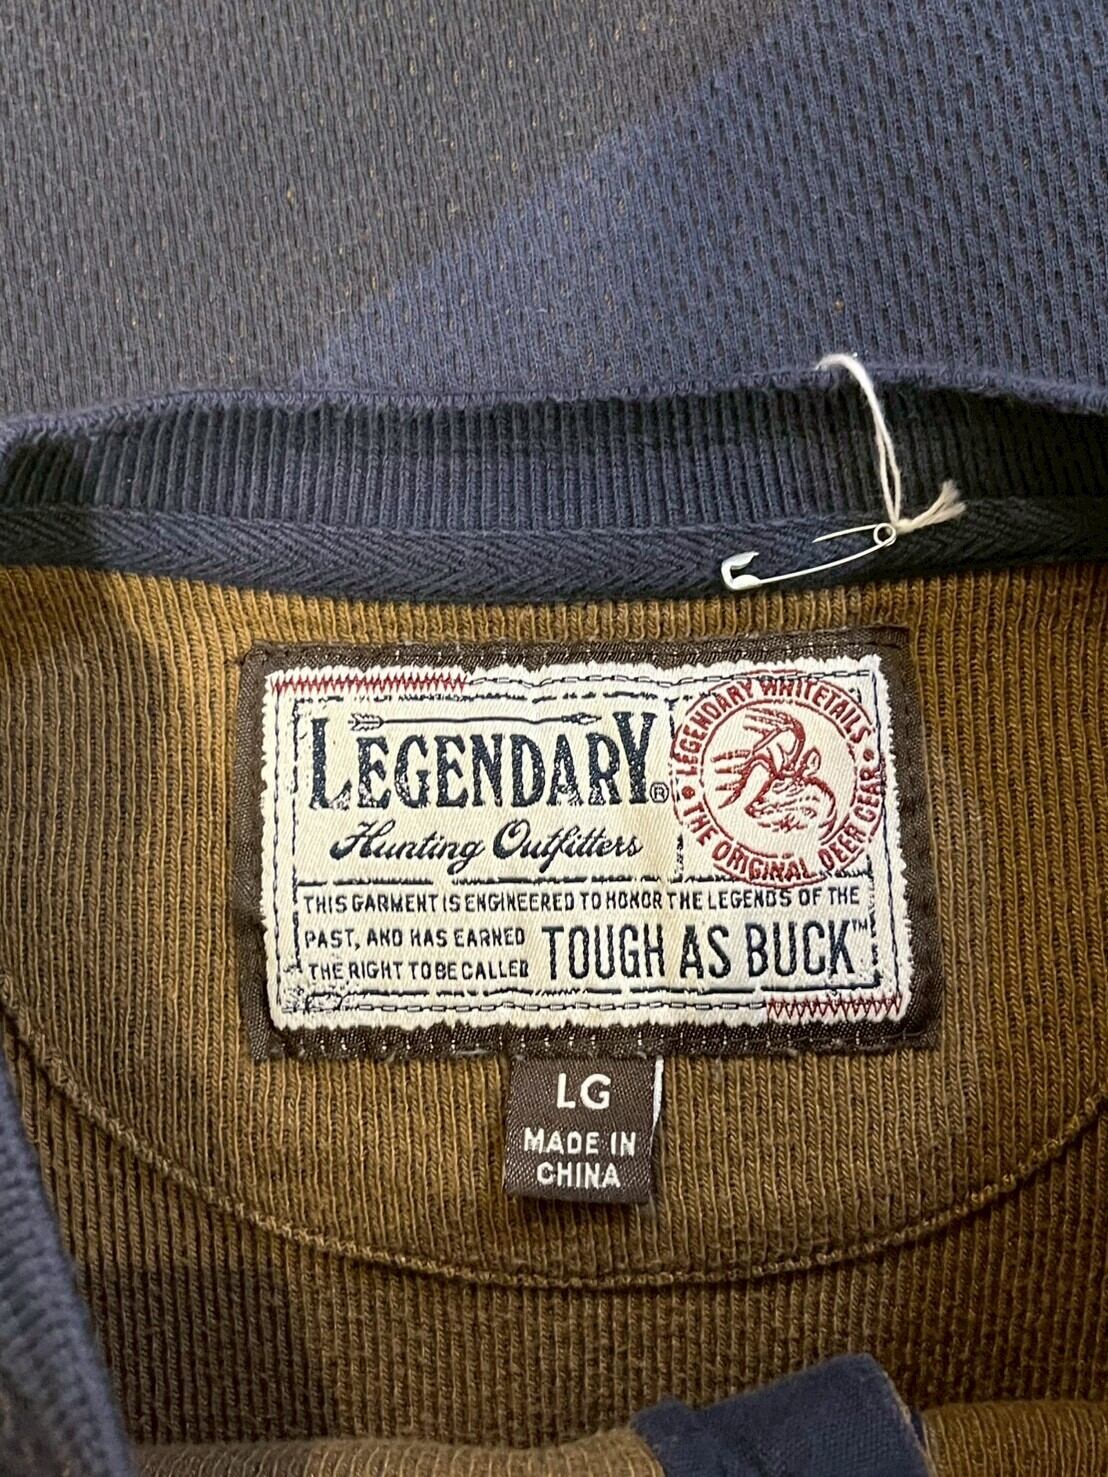 LEGENDARY®
Hunting Outfitters
LEGENDARY WHITETAILS
• THE ORIGINAL DEER GEAR •
THIS GARMENT IS ENGINEERED TO HONOR THE LEGENDS OF THE
PAST, AND HAS EARNED
THE RIGHT TO BE CALLED
TOUGH AS BUCK™
LG
MADE IN
CHINA